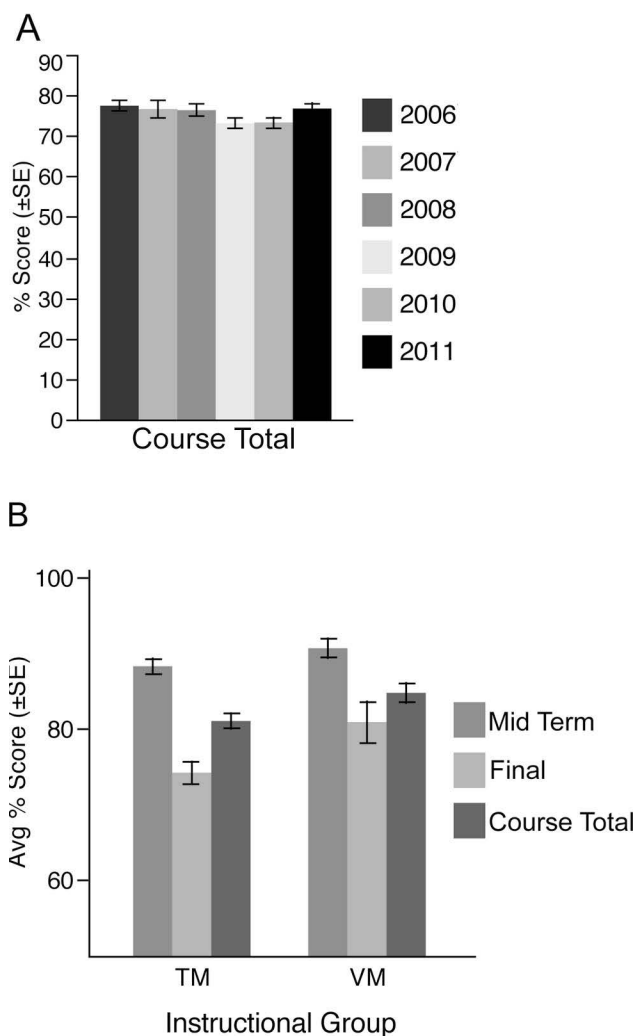 A
% Score (±SE)
90
80
70
60
50
40
30
20
10
0
Course Total
2006
2007
2008
2009
2010
2011
B
Avg % Score (±SE)
100
80
60
TM VM
Instructional Group
Mid Term
Final
Course Total